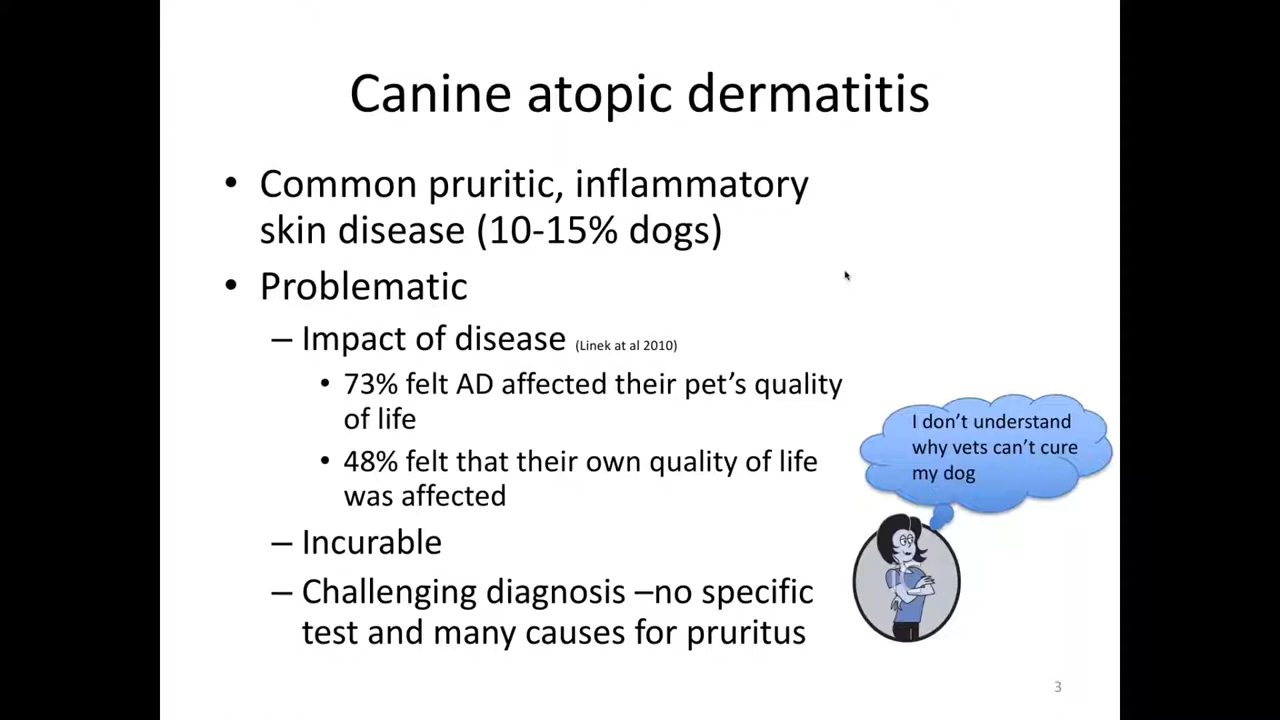 Canine atopic dermatitis
• Common pruritic, inflammatory
skin disease (10-15% dogs)
• Problematic
– Impact of disease (Linek at al 2010)
• 73% felt AD affected their pet’s quality
of life
• 48% felt that their own quality of life
was affected
– Incurable
– Challenging diagnosis –no specific
test and many causes for pruritus
I don’t understand
why vets can’t cure
my dog
3